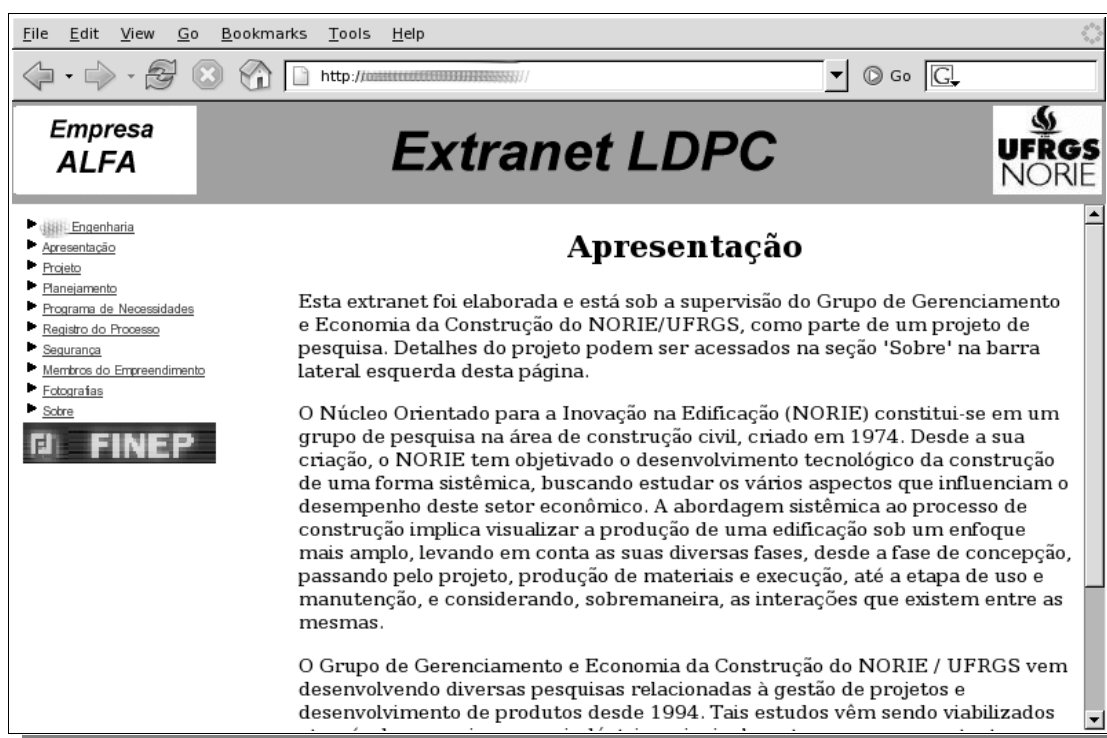 File Edit View Go Bookmarks Tools Help
http:// Go G
Empresa
ALFA
Extranet LDPC
UFRGS
NORIE
Engenharia
Apresentação
Projeto
Planejamento
Programa de Necessidades
Registro do Processo
Segurança
Membros do Empreendimento
Fotografias
Sobre
FINEP
Apresentação
Esta extranet foi elaborada e está sob a supervisão do Grupo de Gerenciamento
e Economia da Construção do NORIE/UFRGS, como parte de um projeto de
pesquisa. Detalhes do projeto podem ser acessados na seção 'Sobre' na barra
lateral esquerda desta página.
O Núcleo Orientado para a Inovação na Edificação (NORIE) constitui-se em um
grupo de pesquisa na área de construção civil, criado em 1974. Desde a sua
criação, o NORIE tem objetivado o desenvolvimento tecnológico da construção
de uma forma sistêmica, buscando estudar os vários aspectos que influenciam o
desempenho deste setor econômico. A abordagem sistêmica ao processo de
construção implica visualizar a produção de uma edificação sob um enfoque
mais amplo, levando em conta as suas diversas fases, desde a fase de concepção,
passando pelo projeto, produção de materiais e execução, até a etapa de uso e
manutenção, e considerando, sobremaneira, as interações que existem entre as
mesmas.
O Grupo de Gerenciamento e Economia da Construção do NORIE / UFRGS vem
desenvolvendo diversas pesquisas relacionadas à gestão de projetos e
desenvolvimento de produtos desde 1994. Tais estudos vêm sendo viabilizados